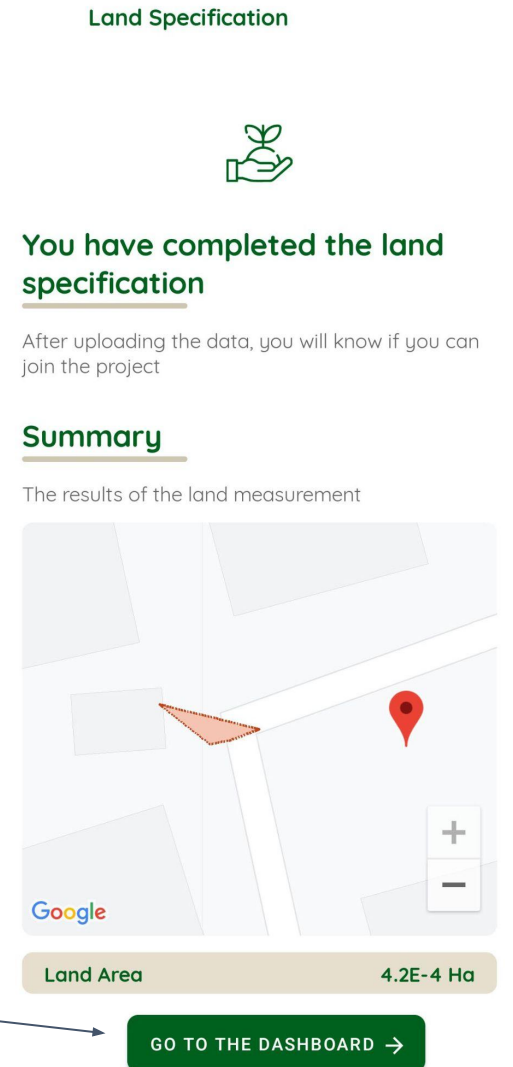 Land Specification
You have completed the land
specification
After uploading the data, you will know if you can
join the project
Summary
The results of the land measurement
+
−
Google
Land Area 4.2E-4 Ha
GO TO THE DASHBOARD →